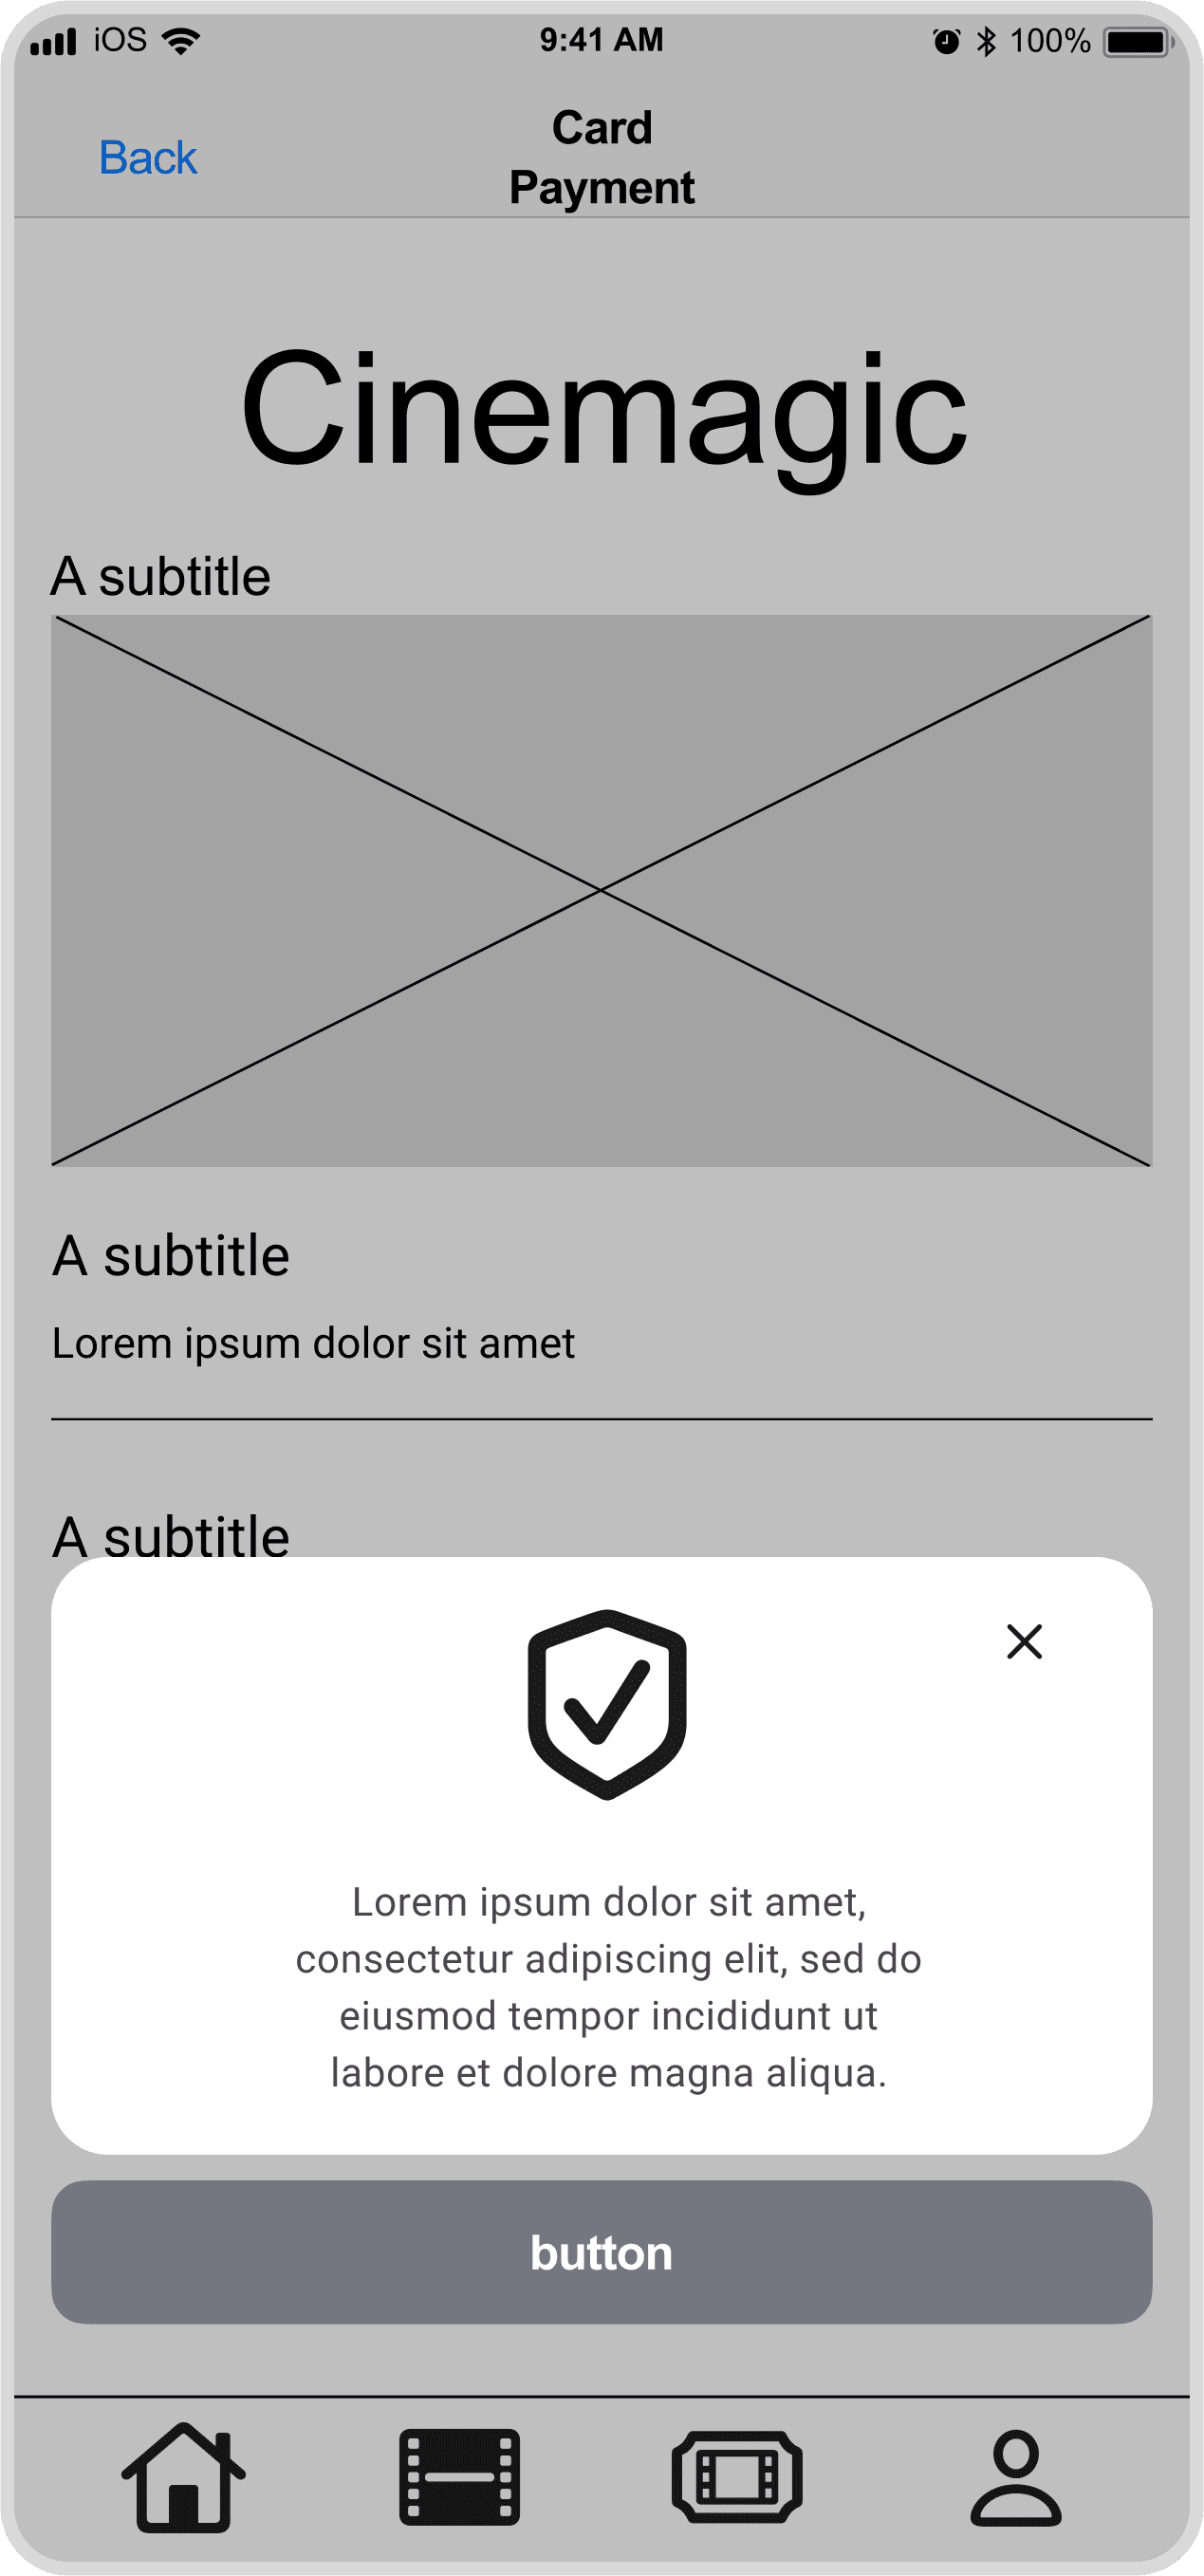 iOS 9:41 AM 100%
Card
Back
Payment
Cinemagic
A subtitle
A subtitle
Lorem ipsum dolor sit amet
A subtitle
Lorem ipsum dolor sit amet,
consectetur adipiscing elit, sed do
eiusmod tempor incididunt ut
labore et dolore magna aliqua.
button